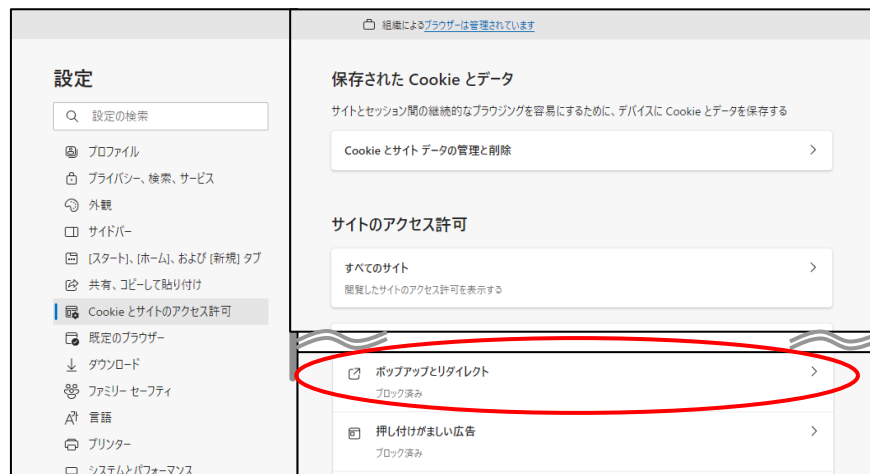 組織によるブラウザーは管理されています
設定
設定の検索
プロファイル
プライバシー、検索、サービス
外観
サイドバー
[スタート]、[ホーム]、および [新規] タブ
共有、コピーして貼り付け
Cookie とサイトのアクセス許可
既定のブラウザー
ダウンロード
ファミリー セーフティ
言語
プリンター
システムとパフォーマンス
保存された Cookie とデータ
サイトとセッション間の継続的なブラウジングを容易にするために、デバイスに Cookie とデータを保存する
Cookie とサイト データの管理と削除
サイトのアクセス許可
すべてのサイト
閲覧したサイトのアクセス許可を表示する
ポップアップとリダイレクト
ブロック済み
押し付けがましい広告
ブロック済み